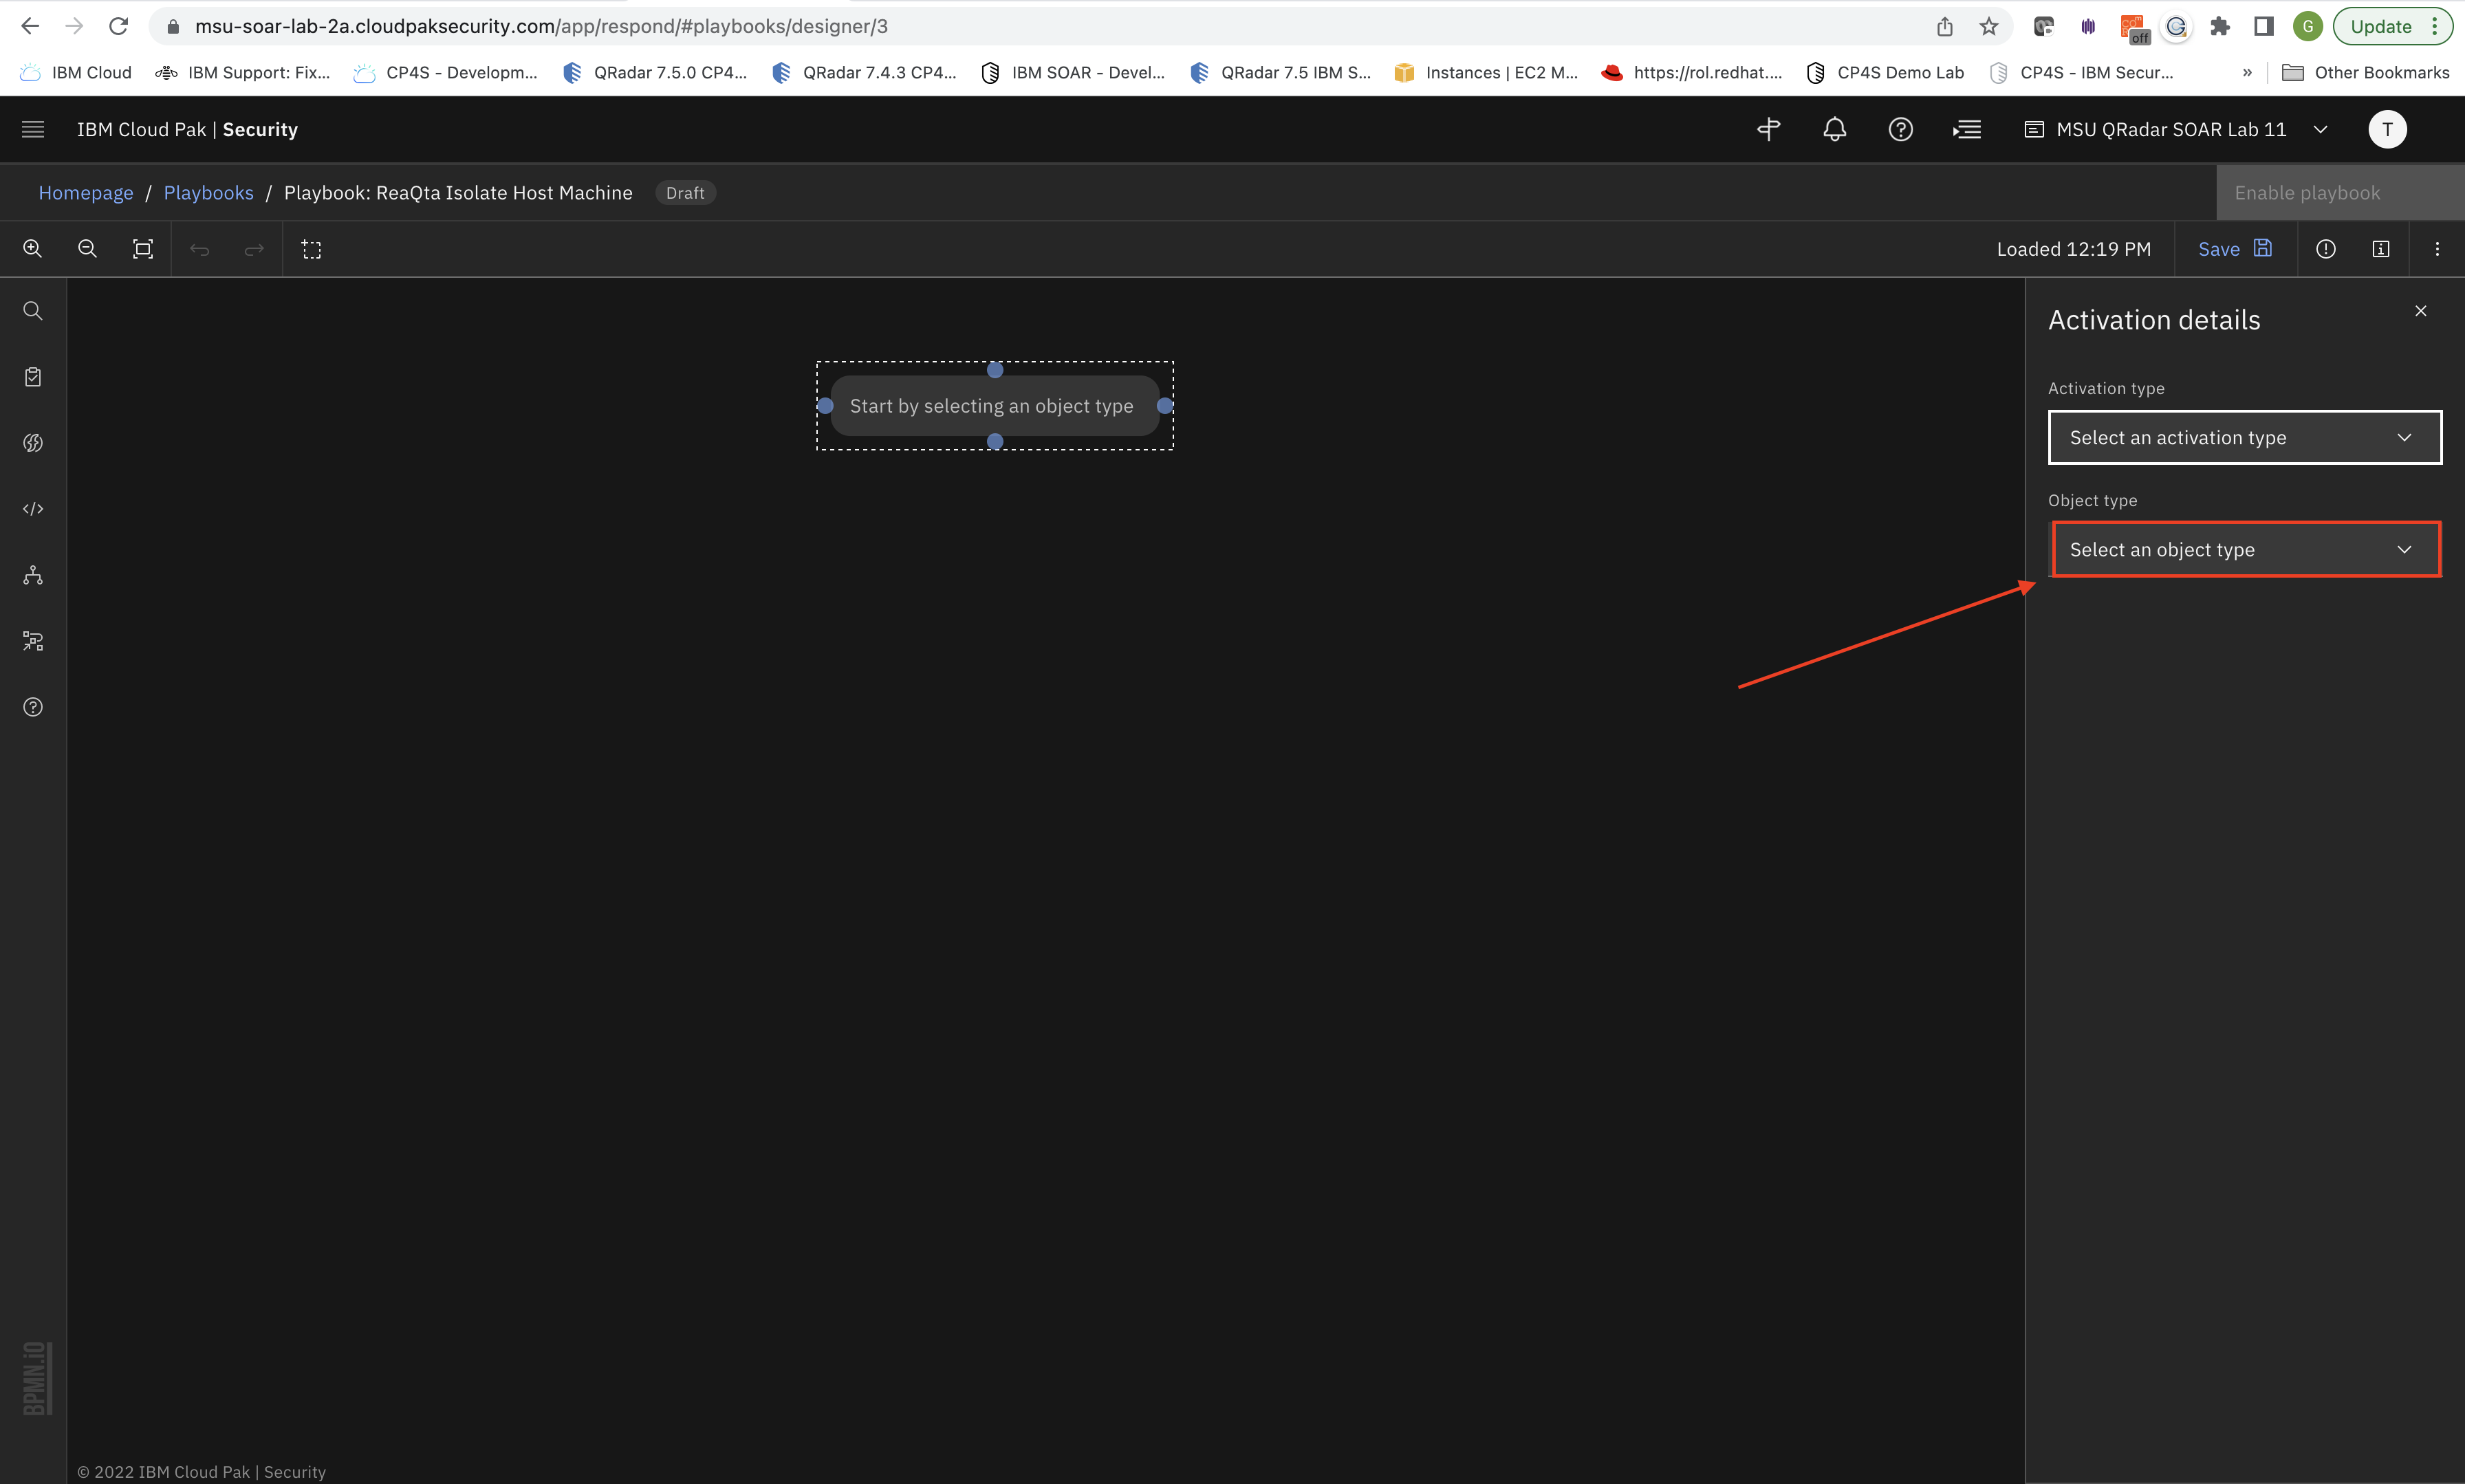 msu-soar-lab-2a.cloudpaksecurity.com/app/respond/#playbooks/designer/3
off
G
Update
IBM Cloud
IBM Support: Fix...
CP4S - Developm...
QRadar 7.5.0 CP4...
QRadar 7.4.3 CP4...
IBM SOAR - Devel...
QRadar 7.5 IBM S...
Instances | EC2 M...
https://rol.redhat....
CP4S Demo Lab
CP4S - IBM Secur...
»
Other Bookmarks
IBM Cloud Pak | Security
MSU QRadar SOAR Lab 11
T
Homepage / Playbooks / Playbook: ReaQta Isolate Host Machine
Draft
Enable playbook
Loaded 12:19 PM
Save
Activation details
Activation type
Start by selecting an object type
Select an activation type
Object type
Select an object type
BPMN.iO
© 2022 IBM Cloud Pak | Security